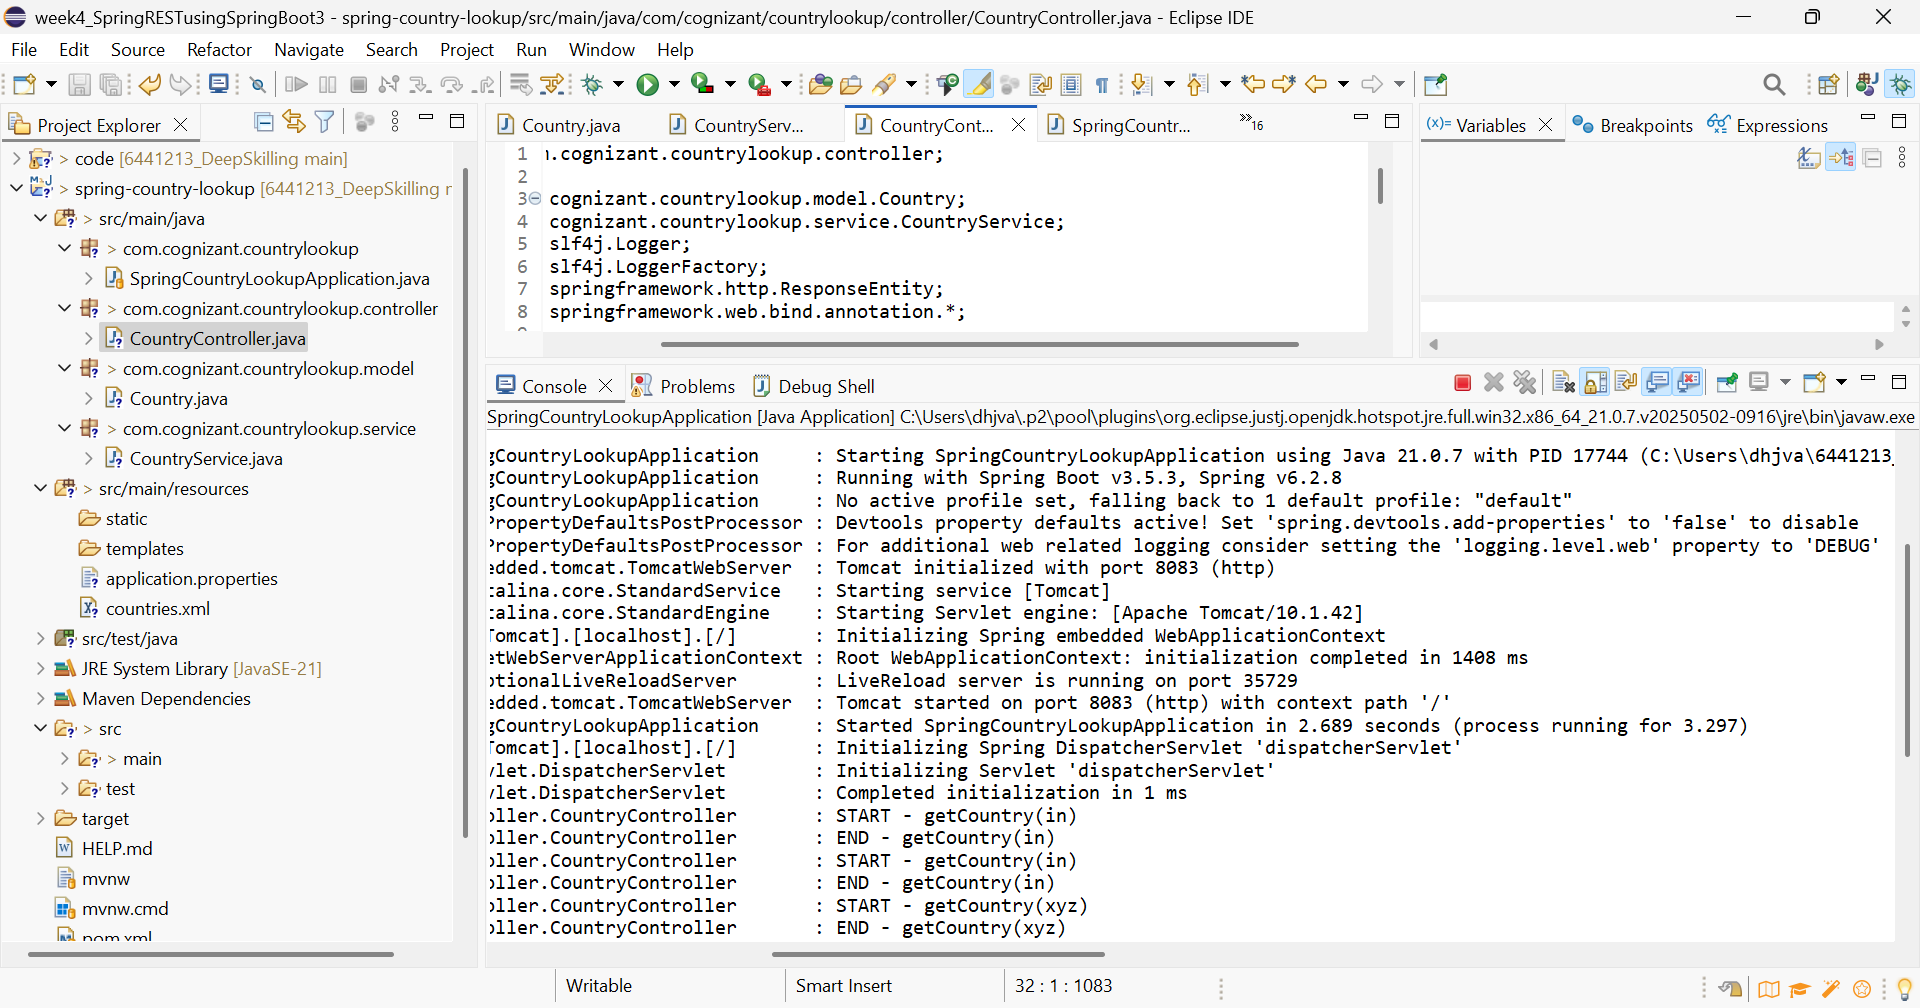 week4_SpringRESTusingSpringBoot3 - spring-country-lookup/src/main/java/com/cognizant/countrylookup/controller/CountryController.java - Eclipse IDE
File Edit Source Refactor Navigate Search Project Run Window Help
Project Explorer
> code [6441213_DeepSkilling main]
> spring-country-lookup [6441213_DeepSkilling r
> src/main/java
> com.cognizant.countrylookup
SpringCountryLookupApplication.java
> com.cognizant.countrylookup.controller
CountryController.java
> com.cognizant.countrylookup.model
Country.java
> com.cognizant.countrylookup.service
CountryService.java
> src/main/resources
static
templates
application.properties
countries.xml
src/test/java
JRE System Library [JavaSE-21]
Maven Dependencies
> src
> main
test
target
HELP.md
mvnw
mvnw.cmd
pom.xml
Country.java CountryServ... CountryCont... SpringCountr... »16
1 ı.cognizant.countrylookup.controller;
2
3 cognizant.countrylookup.model.Country;
4 cognizant.countrylookup.service.CountryService;
5 slf4j.Logger;
6 slf4j.LoggerFactory;
7 springframework.http.ResponseEntity;
8 springframework.web.bind.annotation.*;
(x)= Variables Breakpoints Expressions
Console Problems Debug Shell
SpringCountryLookupApplication [Java Application] C:\Users\dhjva\.p2\pool\plugins\org.eclipse.justj.openjdk.hotspot.jre.full.win32.x86_64_21.0.7.v20250502-0916\jre\bin\javaw.exe
gCountryLookupApplication : Starting SpringCountryLookupApplication using Java 21.0.7 with PID 17744 (C:\Users\dhjva\6441213_
gCountryLookupApplication : Running with Spring Boot v3.5.3, Spring v6.2.8
gCountryLookupApplication : No active profile set, falling back to 1 default profile: "default"
PropertyDefaultsPostProcessor : Devtools property defaults active! Set 'spring.devtools.add-properties' to 'false' to disable
PropertyDefaultsPostProcessor : For additional web related logging consider setting the 'logging.level.web' property to 'DEBUG'
edded.tomcat.TomcatWebServer : Tomcat initialized with port 8083 (http)
talina.core.StandardService : Starting service [Tomcat]
talina.core.StandardEngine : Starting Servlet engine: [Apache Tomcat/10.1.42]
Tomcat].[localhost].[/] : Initializing Spring embedded WebApplicationContext
etWebServerApplicationContext : Root WebApplicationContext: initialization completed in 1408 ms
ptionalLiveReloadServer : LiveReload server is running on port 35729
edded.tomcat.TomcatWebServer : Tomcat started on port 8083 (http) with context path '/'
gCountryLookupApplication : Started SpringCountryLookupApplication in 2.689 seconds (process running for 3.297)
Tomcat].[localhost].[/] : Initializing Spring DispatcherServlet 'dispatcherServlet'
vlet.DispatcherServlet : Initializing Servlet 'dispatcherServlet'
vlet.DispatcherServlet : Completed initialization in 1 ms
oller.CountryController : START - getCountry(in)
oller.CountryController : END - getCountry(in)
oller.CountryController : START - getCountry(in)
oller.CountryController : END - getCountry(in)
oller.CountryController : START - getCountry(xyz)
oller.CountryController : END - getCountry(xyz)
Writable Smart Insert 32 : 1 : 1083